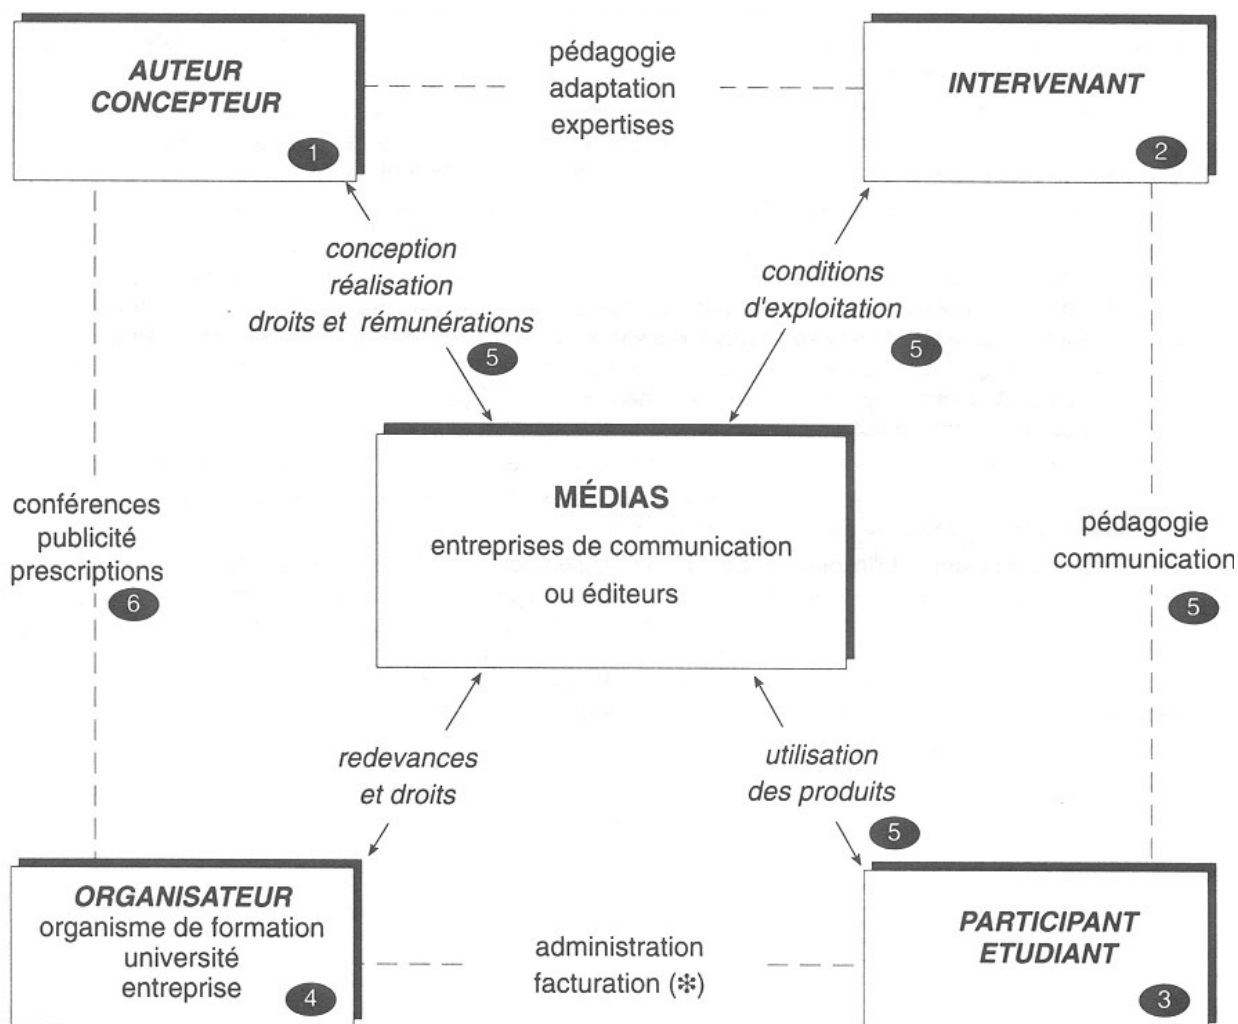 AUTEUR
CONCEPTEUR
1
pédagogie
adaptation
expertises
INTERVENANT
2
conception
réalisation
droits et rémunérations
5
conditions
d'exploitation
5
MÉDIAS
entreprises de communication
ou éditeurs
conférences
publicité
prescriptions
6
pédagogie
communication
5
redevances
et droits
utilisation
des produits
5
ORGANISATEUR
organisme de formation
université
entreprise
4
administration
facturation (✻)
PARTICIPANT
ETUDIANT
3